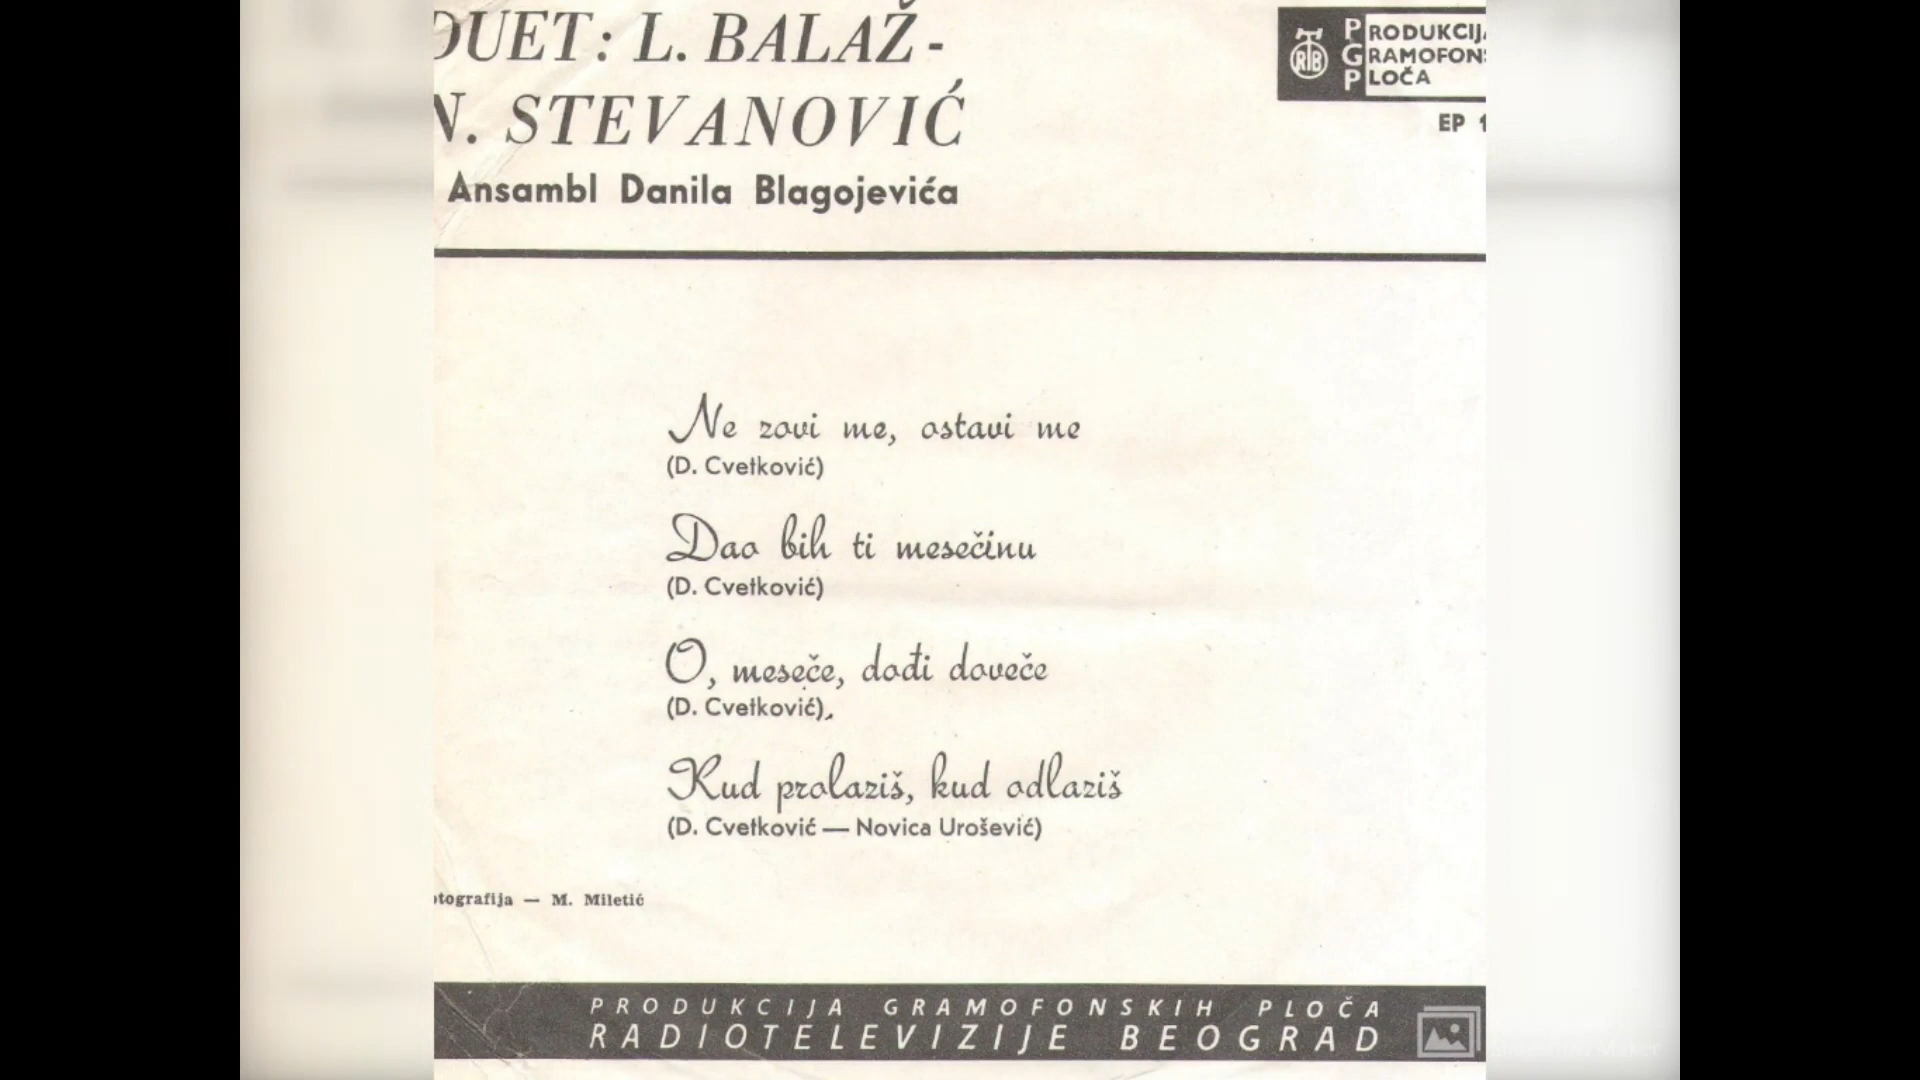 DUET: L. BALAŽ-
N. STEVANOVIĆ
Ansambl Danila Blagojevića
RTB
PRODUKCIJA
GRAMOFONS
PLOČA
EP 1
Ne zovi me, ostavi me
(D. Cvetković)
Dao bih ti mesečinu
(D. Cvetković)
O, meseče, dođi doveče
(D. Cvetković),
Kud prolaziš, kud odlaziš
(D. Cvetković — Novica Urošević)
otografija — M. Miletić
PRODUKCIJA GRAMOFONSKIH PLOČA
RADIOTELEVIZIJE BEOGRAD